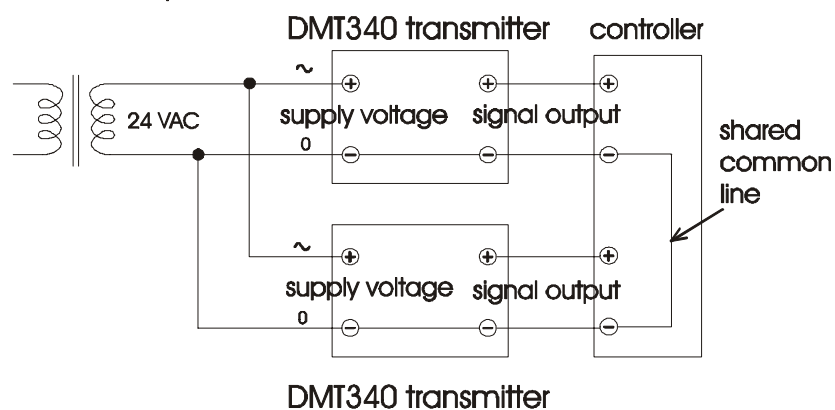 DMT340 transmitter controller
~
24 VAC
supply voltage signal output
0
shared
common
line
~
supply voltage signal output
0
DMT340 transmitter